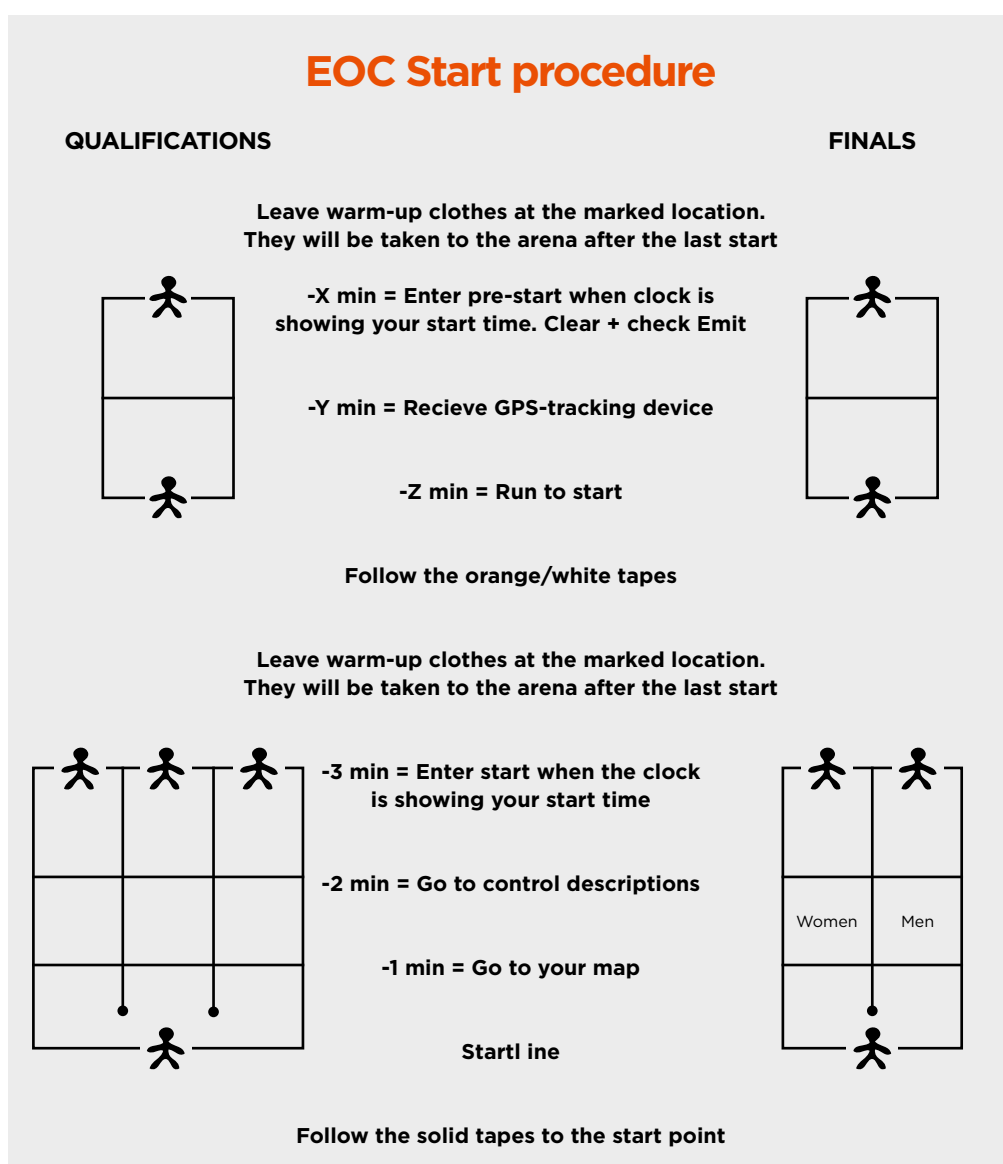 EOC Start procedure
QUALIFICATIONS
FINALS
Leave warm-up clothes at the marked location.
They will be taken to the arena after the last start
-X min = Enter pre-start when clock is
showing your start time. Clear + check Emit
-Y min = Recieve GPS-tracking device
-Z min = Run to start
Follow the orange/white tapes
Leave warm-up clothes at the marked location.
They will be taken to the arena after the last start
-3 min = Enter start when the clock
is showing your start time
-2 min = Go to control descriptions
Women
Men
-1 min = Go to your map
Startl ine
Follow the solid tapes to the start point